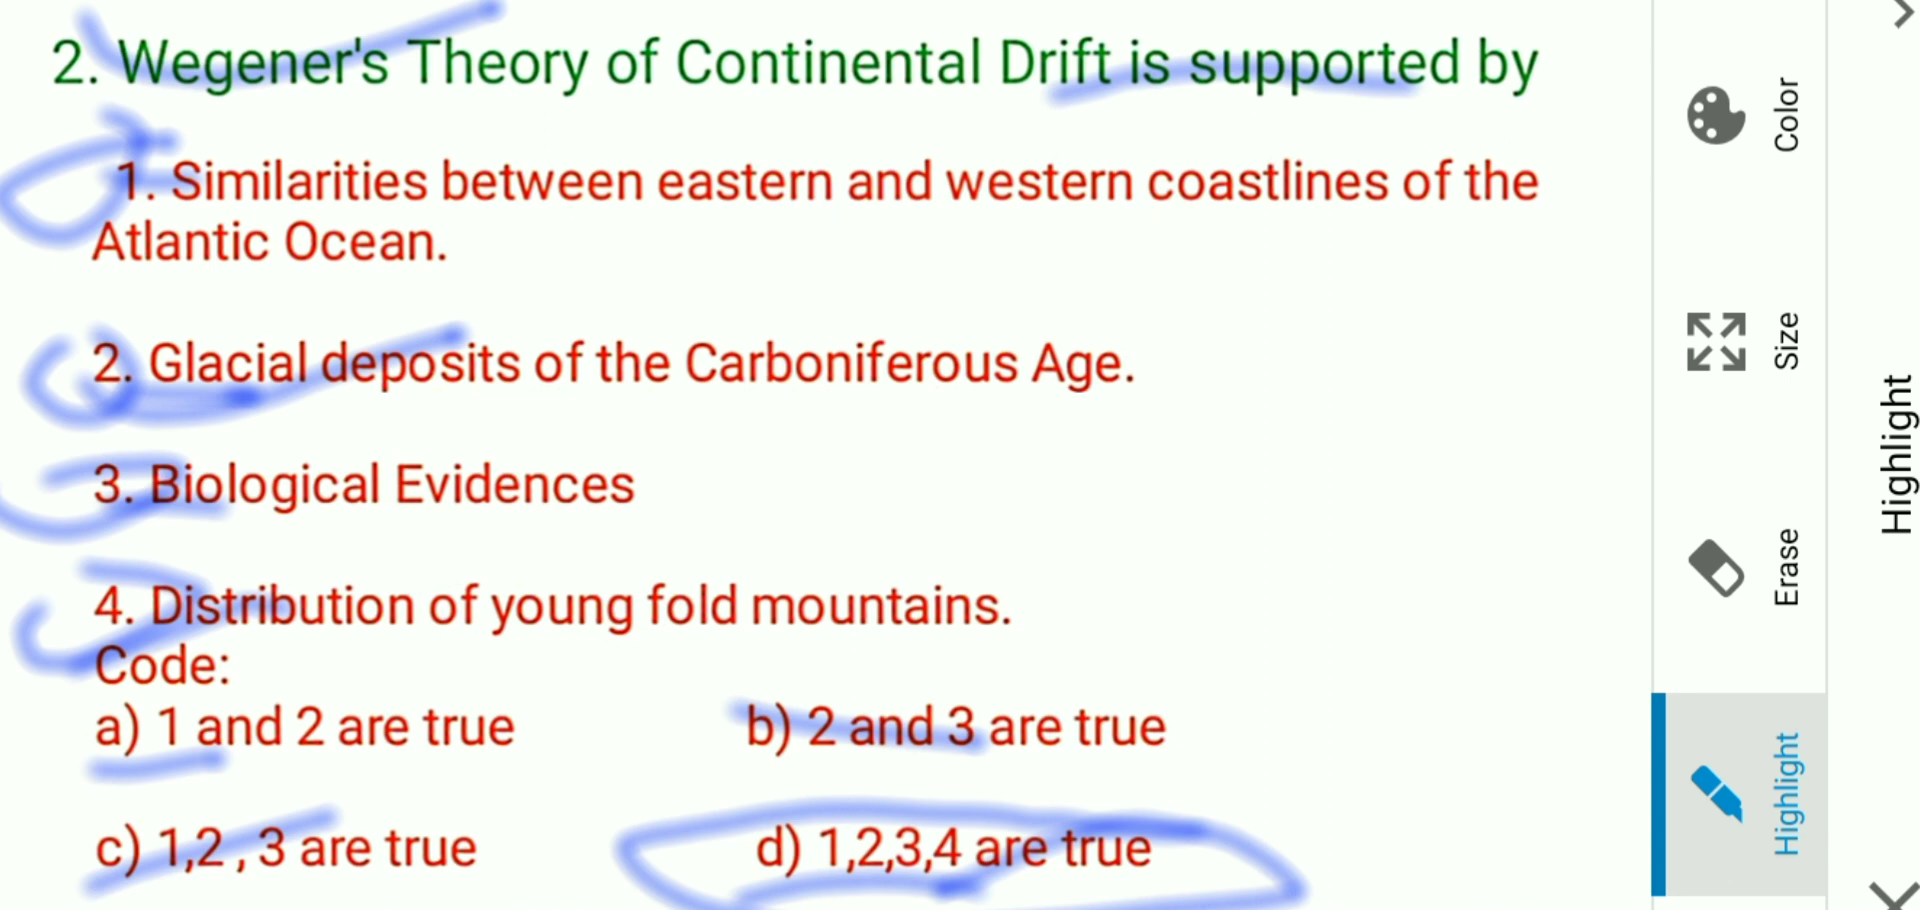 2. Wegener's Theory of Continental Drift is supported by
1. Similarities between eastern and western coastlines of the
Atlantic Ocean.
2. Glacial deposits of the Carboniferous Age.
3. Biological Evidences
4. Distribution of young fold mountains.
Code:
a) 1 and 2 are true
b) 2 and 3 are true
c) 1,2 , 3 are true
d) 1,2,3,4 are true
Color
Size
Erase
Highlight
Highlight